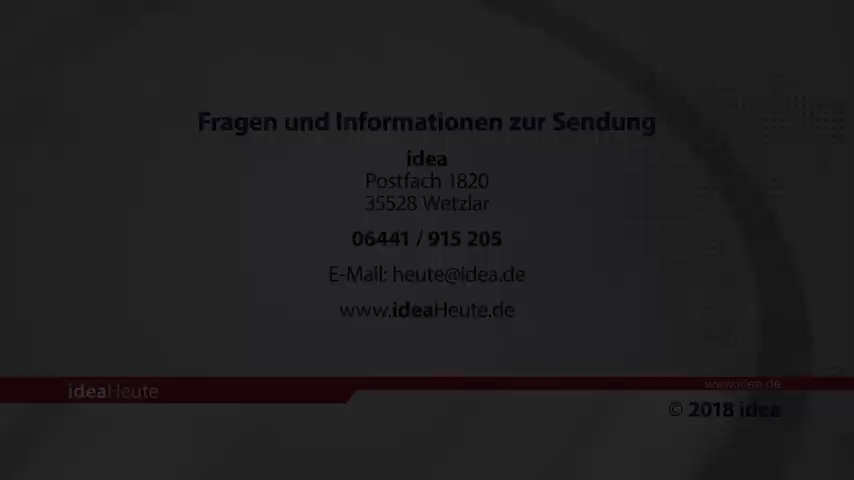 Fragen und Informationen zur Sendung
idea
Postfach 1820
35528 Wetzlar
06441 / 915 205
E-Mail: heute@idea.de
www.ideaHeute.de
www.idea.de
ideaHeute
© 2018 idea